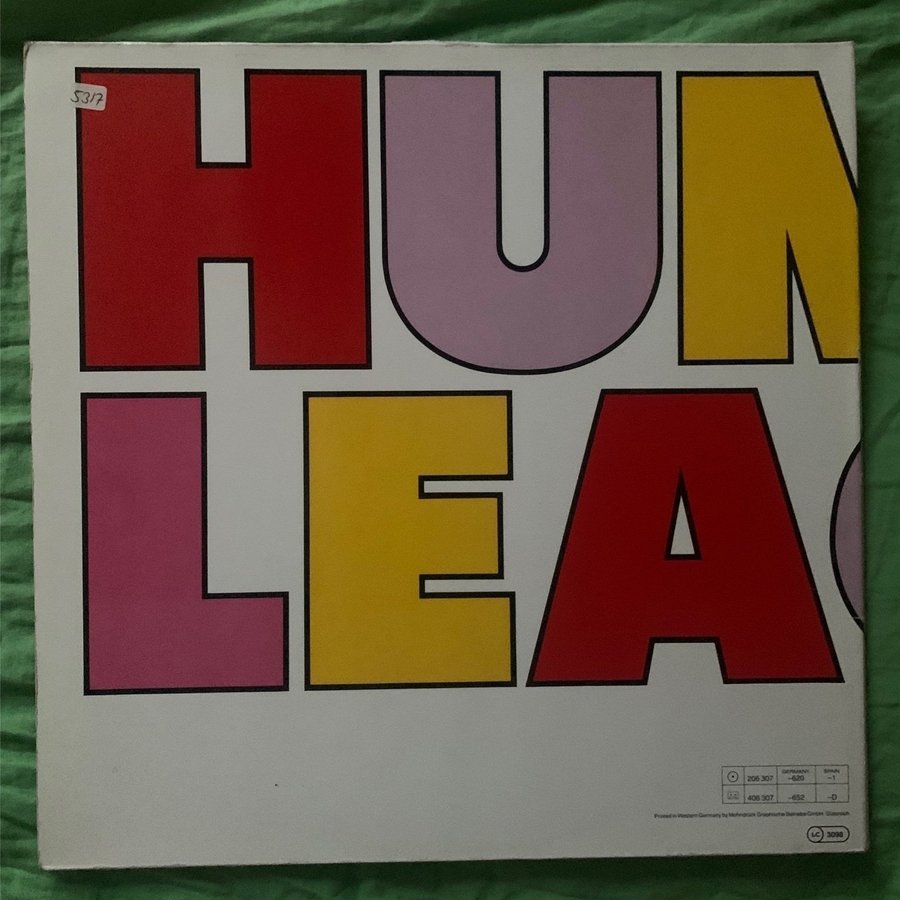 5317
HUM
LEAG
GERMANY SPAIN
206 307 -620 -1
406 307 -652 -D
Printed in Western Germany by Mohndruck Graphische Betriebe GmbH, Gütersloh
LC 3098